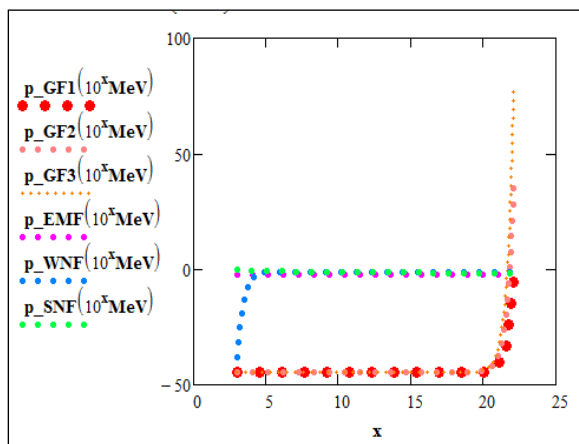 100
p_GF1(10^x MeV)
p_GF2(10^x MeV)
50
p_GF3(10^x MeV)
p_EMF(10^x MeV)
0
p_WNF(10^x MeV)
p_SNF(10^x MeV)
−50
0 5 10 15 20 25
x